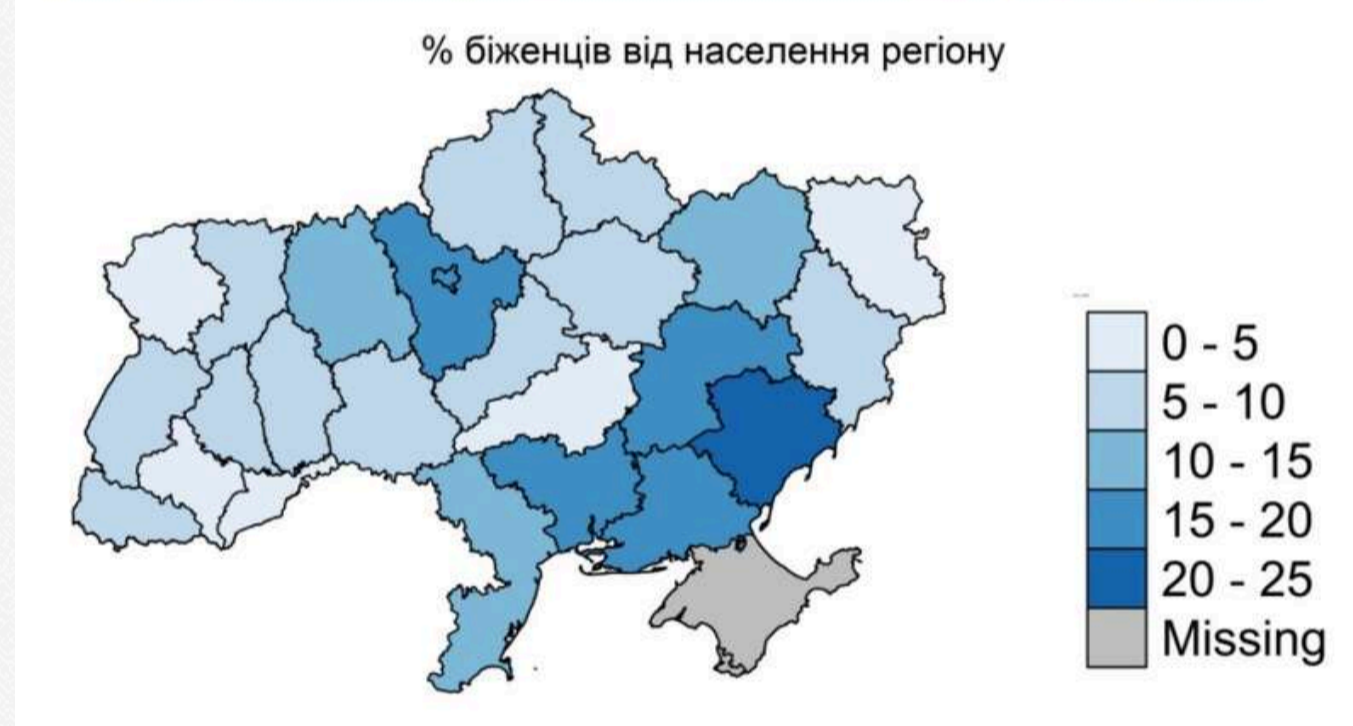 % біженців від населення регіону
0 - 5
5 - 10
10 - 15
15 - 20
20 - 25
Missing